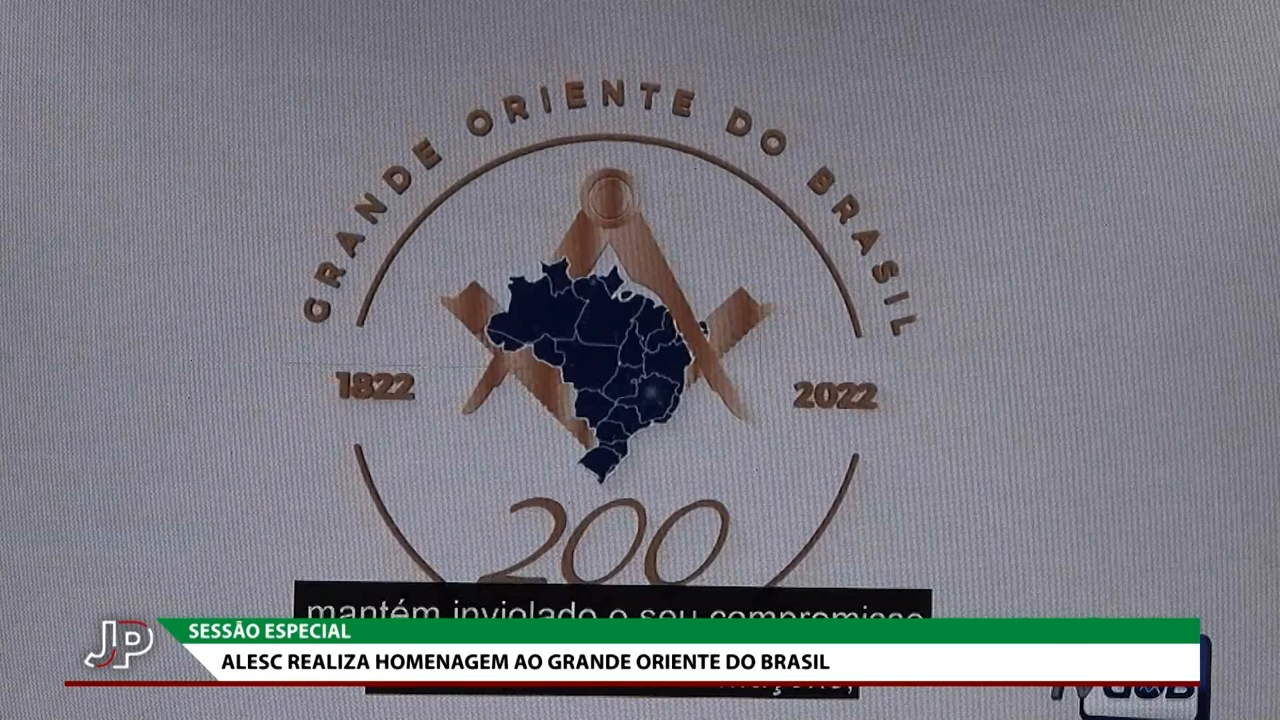 GRANDE ORIENTE DO BRASIL
1822
2022
200
mantém inviolado o seu compromisso
JP
SESSÃO ESPECIAL
ALESC REALIZA HOMENAGEM AO GRANDE ORIENTE DO BRASIL